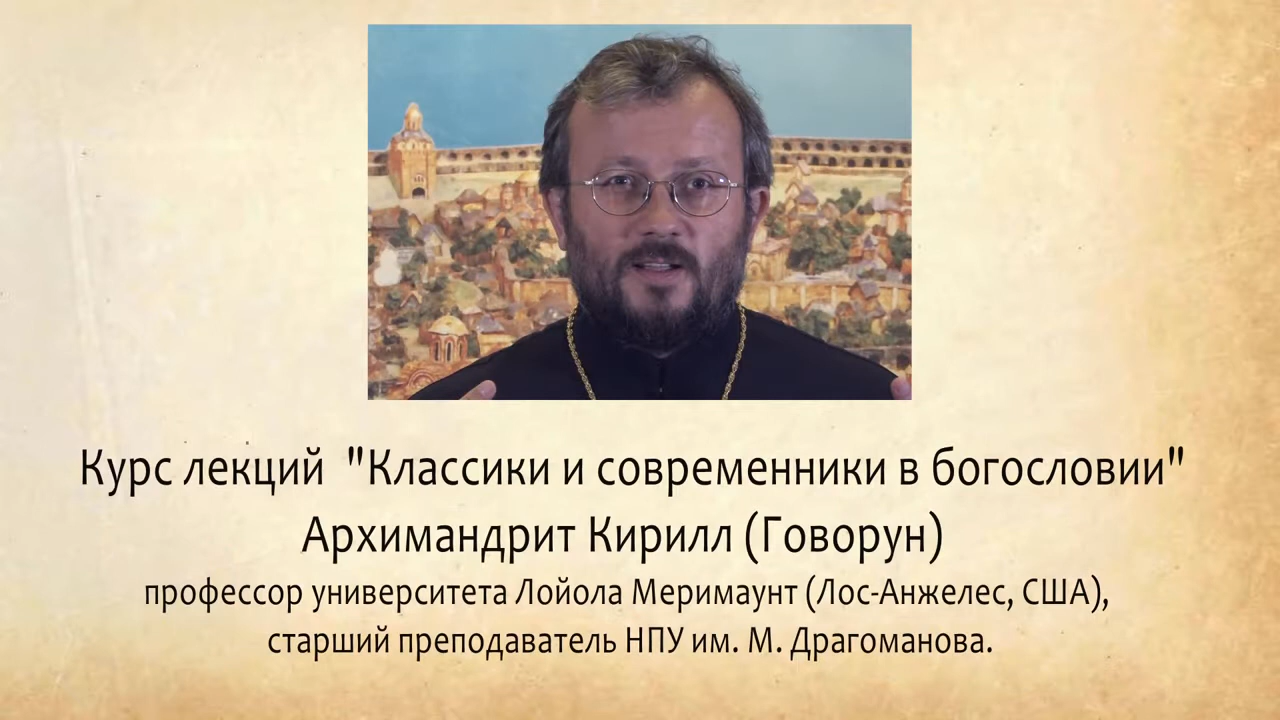 Курс лекций "Классики и современники в богословии"
Архимандрит Кирилл (Говорун)
профессор университета Лойола Меримаунт (Лос-Анжелес, США),
старший преподаватель НПУ им. М. Драгоманова.